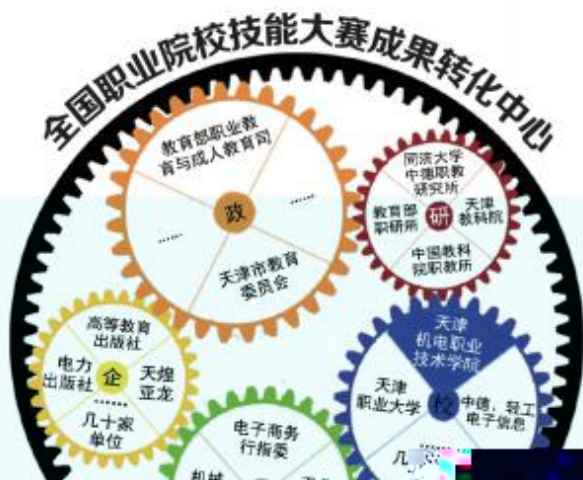 全国职业院校技能大赛成果转化中心
教育部职业教
育与成人教育司
政
……
……
天津市教育
委员会
同济大学
中德职教
研究所
教育部
职研所
研
天津
教科院
中国教科
院职教所
高等教育
出版社
电力
出版社
企
天煌
亚龙
……
几十家
单位
天津
机电职业
技术学院
天津
职业大学
校
中德、轻工
电子信息
……
几
电子商务
行指委
机械